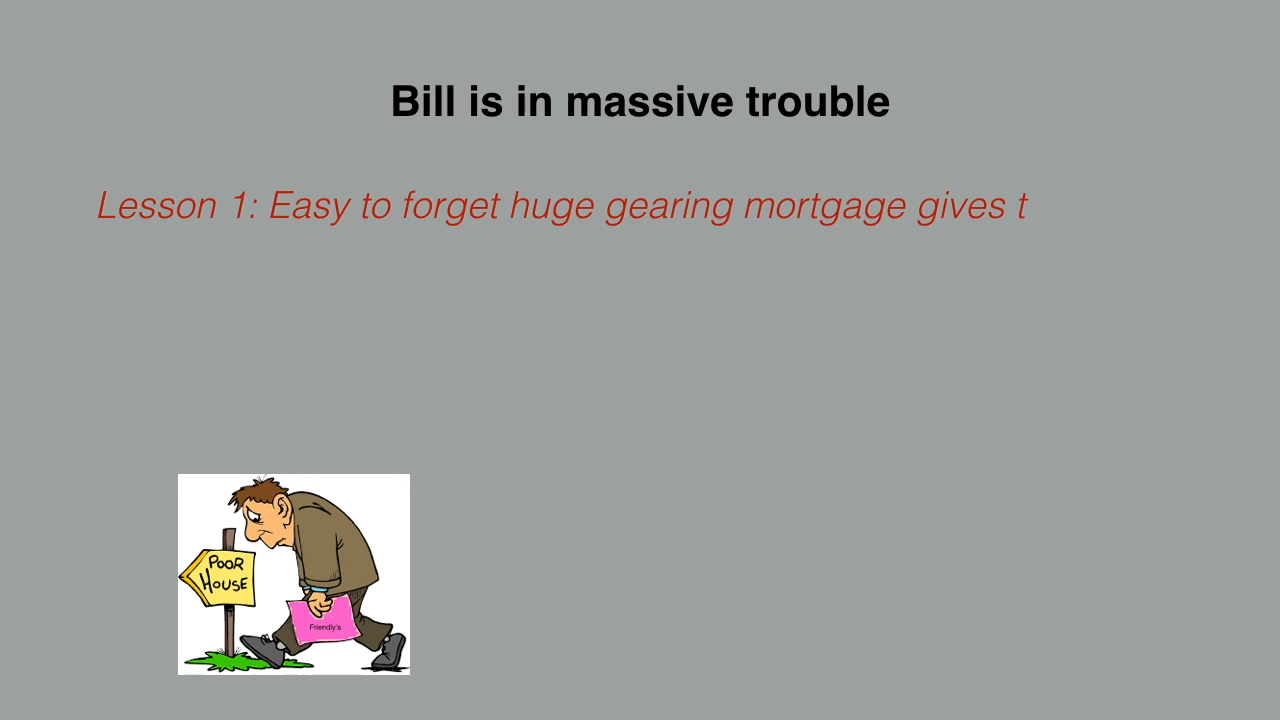 Bill is in massive trouble
Lesson 1: Easy to forget huge gearing mortgage gives t
POOR
HOUSE
Friendly's